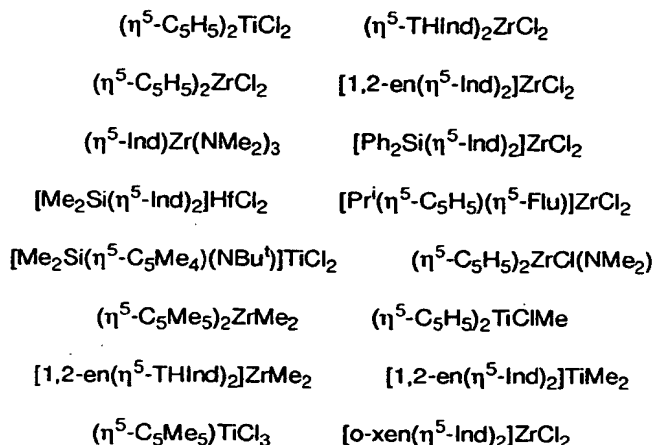 (η⁵-C₅H₅)₂TiCl₂ (η⁵-THInd)₂ZrCl₂
(η⁵-C₅H₅)₂ZrCl₂ [1,2-en(η⁵-Ind)₂]ZrCl₂
(η⁵-Ind)Zr(NMe₂)₃ [Ph₂Si(η⁵-Ind)₂]ZrCl₂
[Me₂Si(η⁵-Ind)₂]HfCl₂ [Prⁱ(η⁵-C₅H₅)(η⁵-Flu)]ZrCl₂
[Me₂Si(η⁵-C₅Me₄)(NBuᵗ)]TiCl₂ (η⁵-C₅H₅)₂ZrCl(NMe₂)
(η⁵-C₅Me₅)₂ZrMe₂ (η⁵-C₅H₅)₂TiClMe
[1,2-en(η⁵-THInd)₂]ZrMe₂ [1,2-en(η⁵-Ind)₂]TiMe₂
(η⁵-C₅Me₅)TiCl₃ [o-xen(η⁵-Ind)₂]ZrCl₂